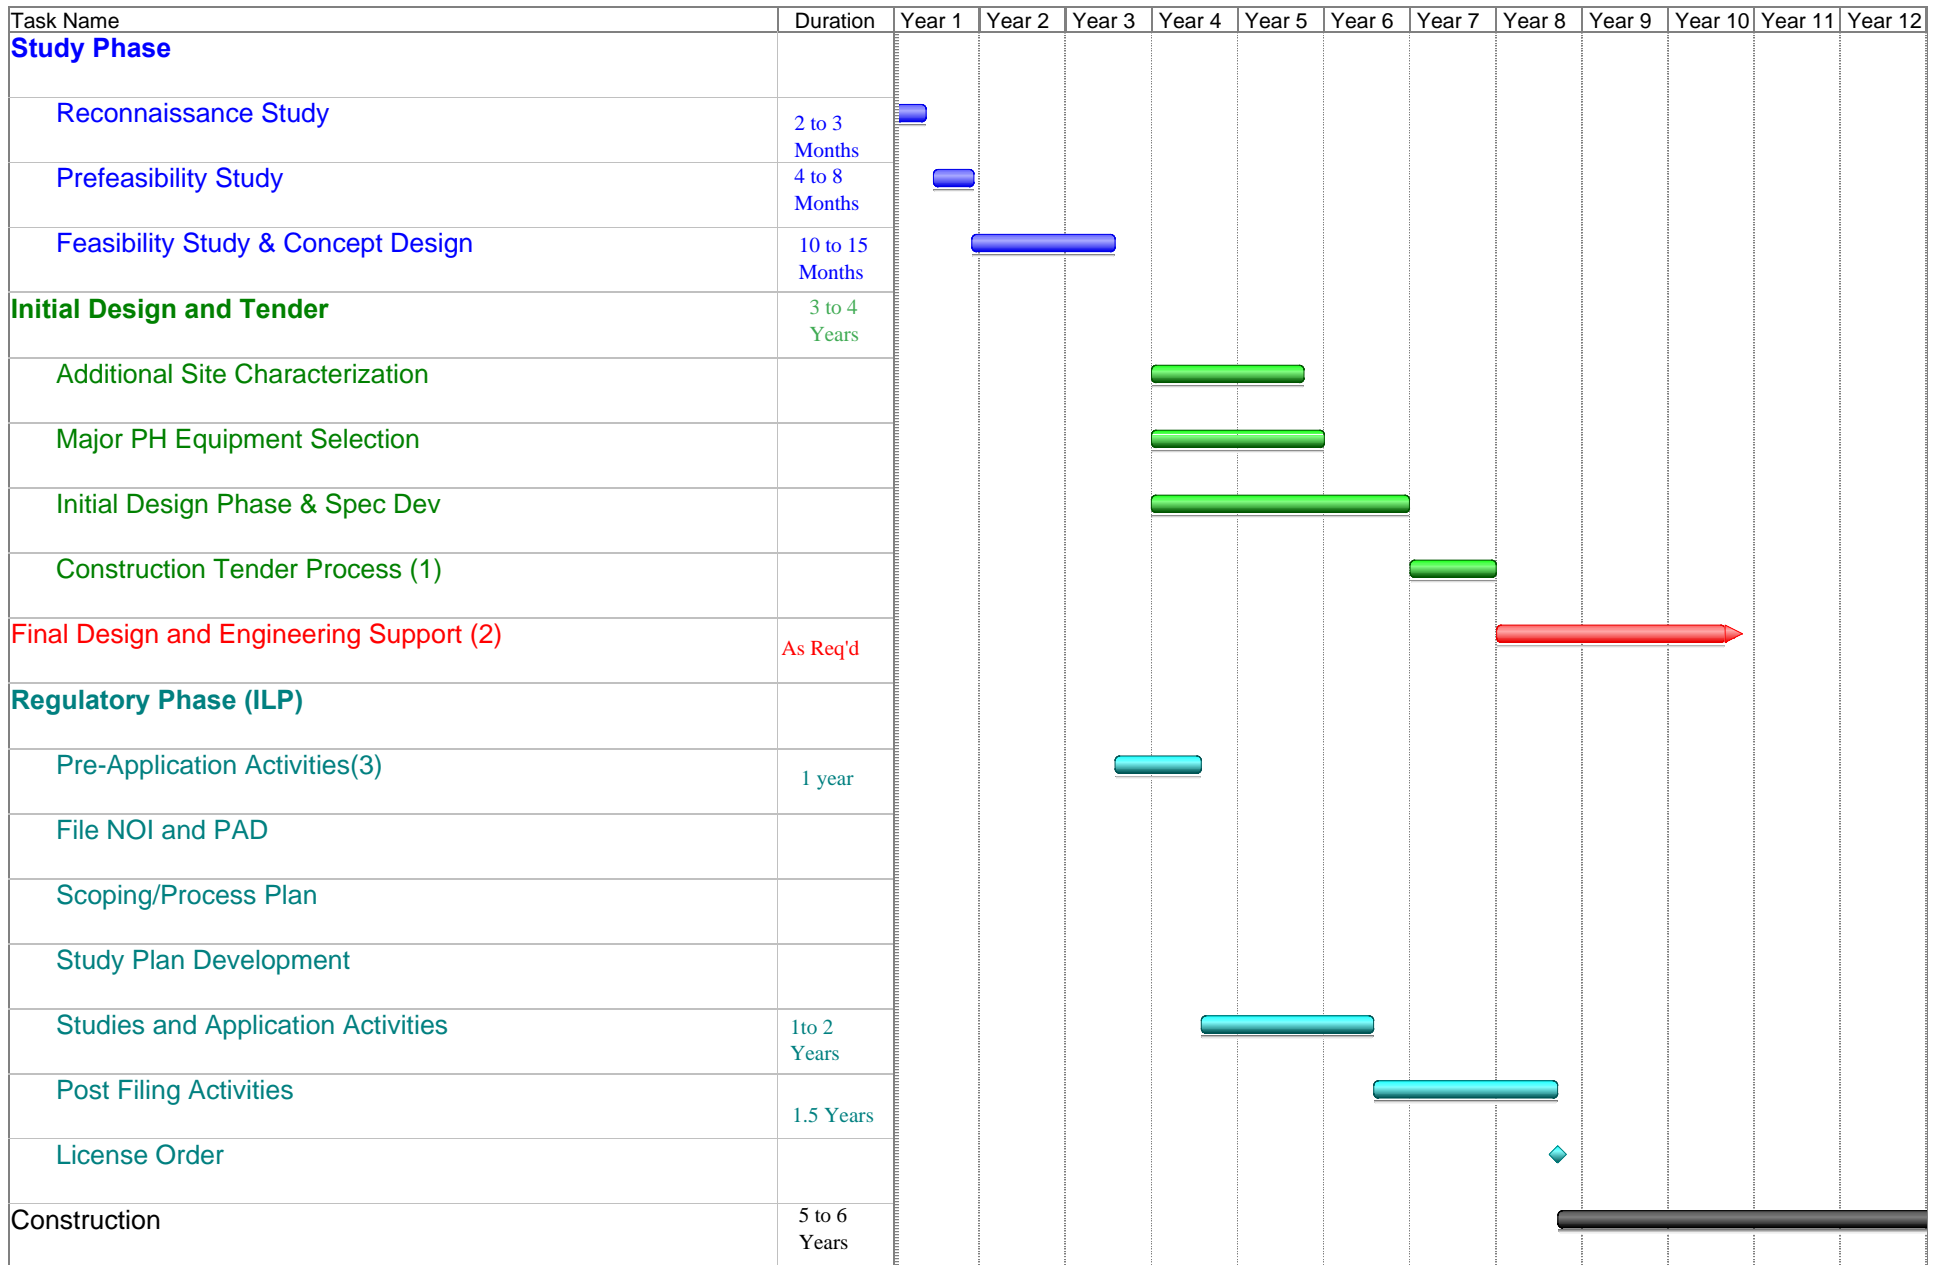 Task Name Duration Year 1 Year 2 Year 3 Year 4 Year 5 Year 6 Year 7 Year 8 Year 9 Year 10 Year 11 Year 12
Study Phase
Reconnaissance Study
2 to 3
Months
Prefeasibility Study
4 to 8
Months
Feasibility Study & Concept Design
10 to 15
Months
Initial Design and Tender
3 to 4
Years
Additional Site Characterization
Major PH Equipment Selection
Initial Design Phase & Spec Dev
Construction Tender Process (1)
Final Design and Engineering Support (2)
As Req'd
Regulatory Phase (ILP)
Pre-Application Activities(3)
1 year
File NOI and PAD
Scoping/Process Plan
Study Plan Development
Studies and Application Activities
1to 2
Years
Post Filing Activities
1.5 Years
License Order
Construction
5 to 6
Years